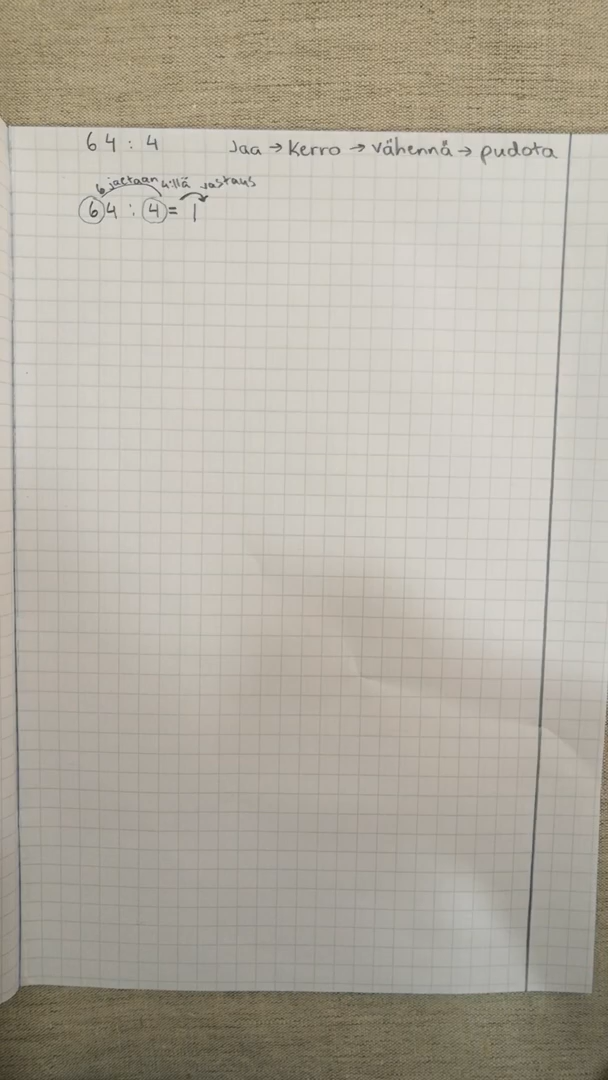 64 : 4 Jaa → Kerro → vähennä → pudota
6 jaetaan 4:llä vastaus
64 : 4 = 1